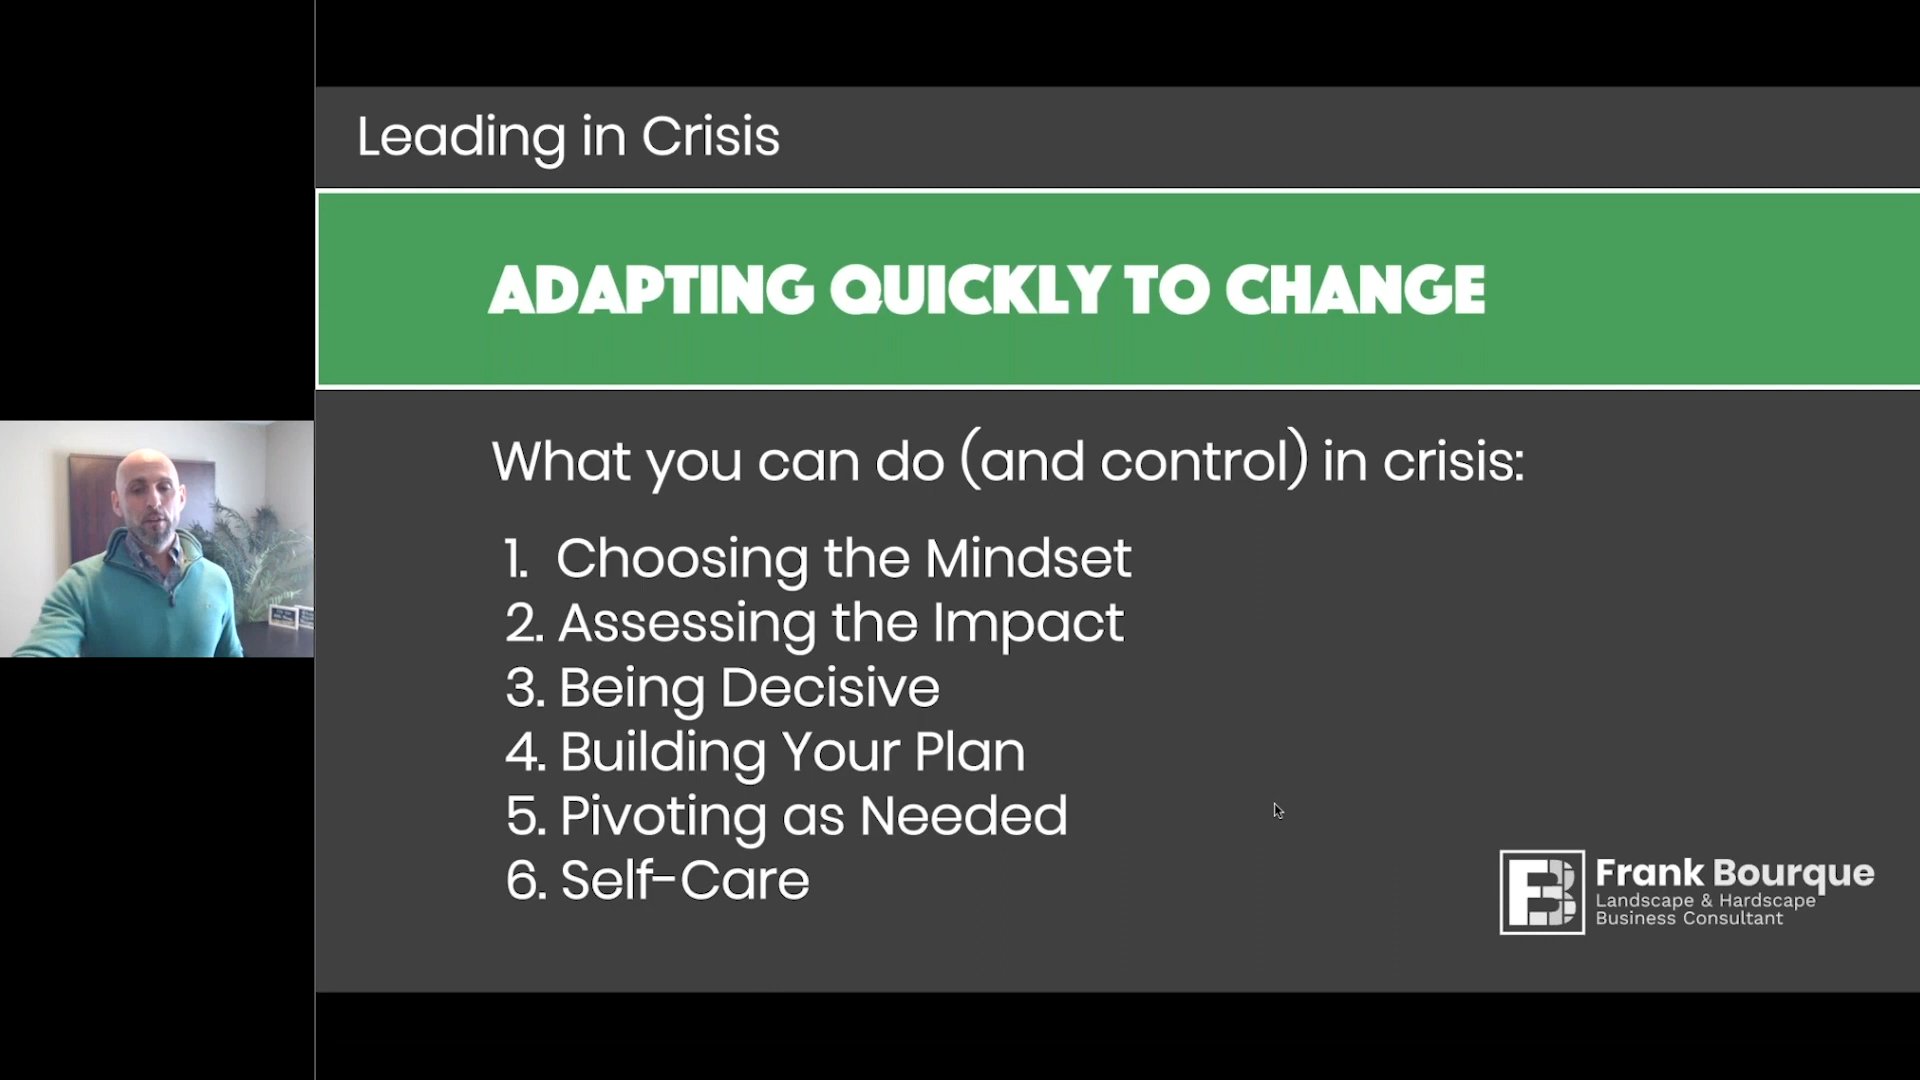 Leading in Crisis
ADAPTING QUICKLY TO CHANGE
What you can do (and control) in crisis:
1. Choosing the Mindset
2. Assessing the Impact
3. Being Decisive
4. Building Your Plan
5. Pivoting as Needed
6. Self-Care
FB
Frank Bourque
Landscape & Hardscape
Business Consultant